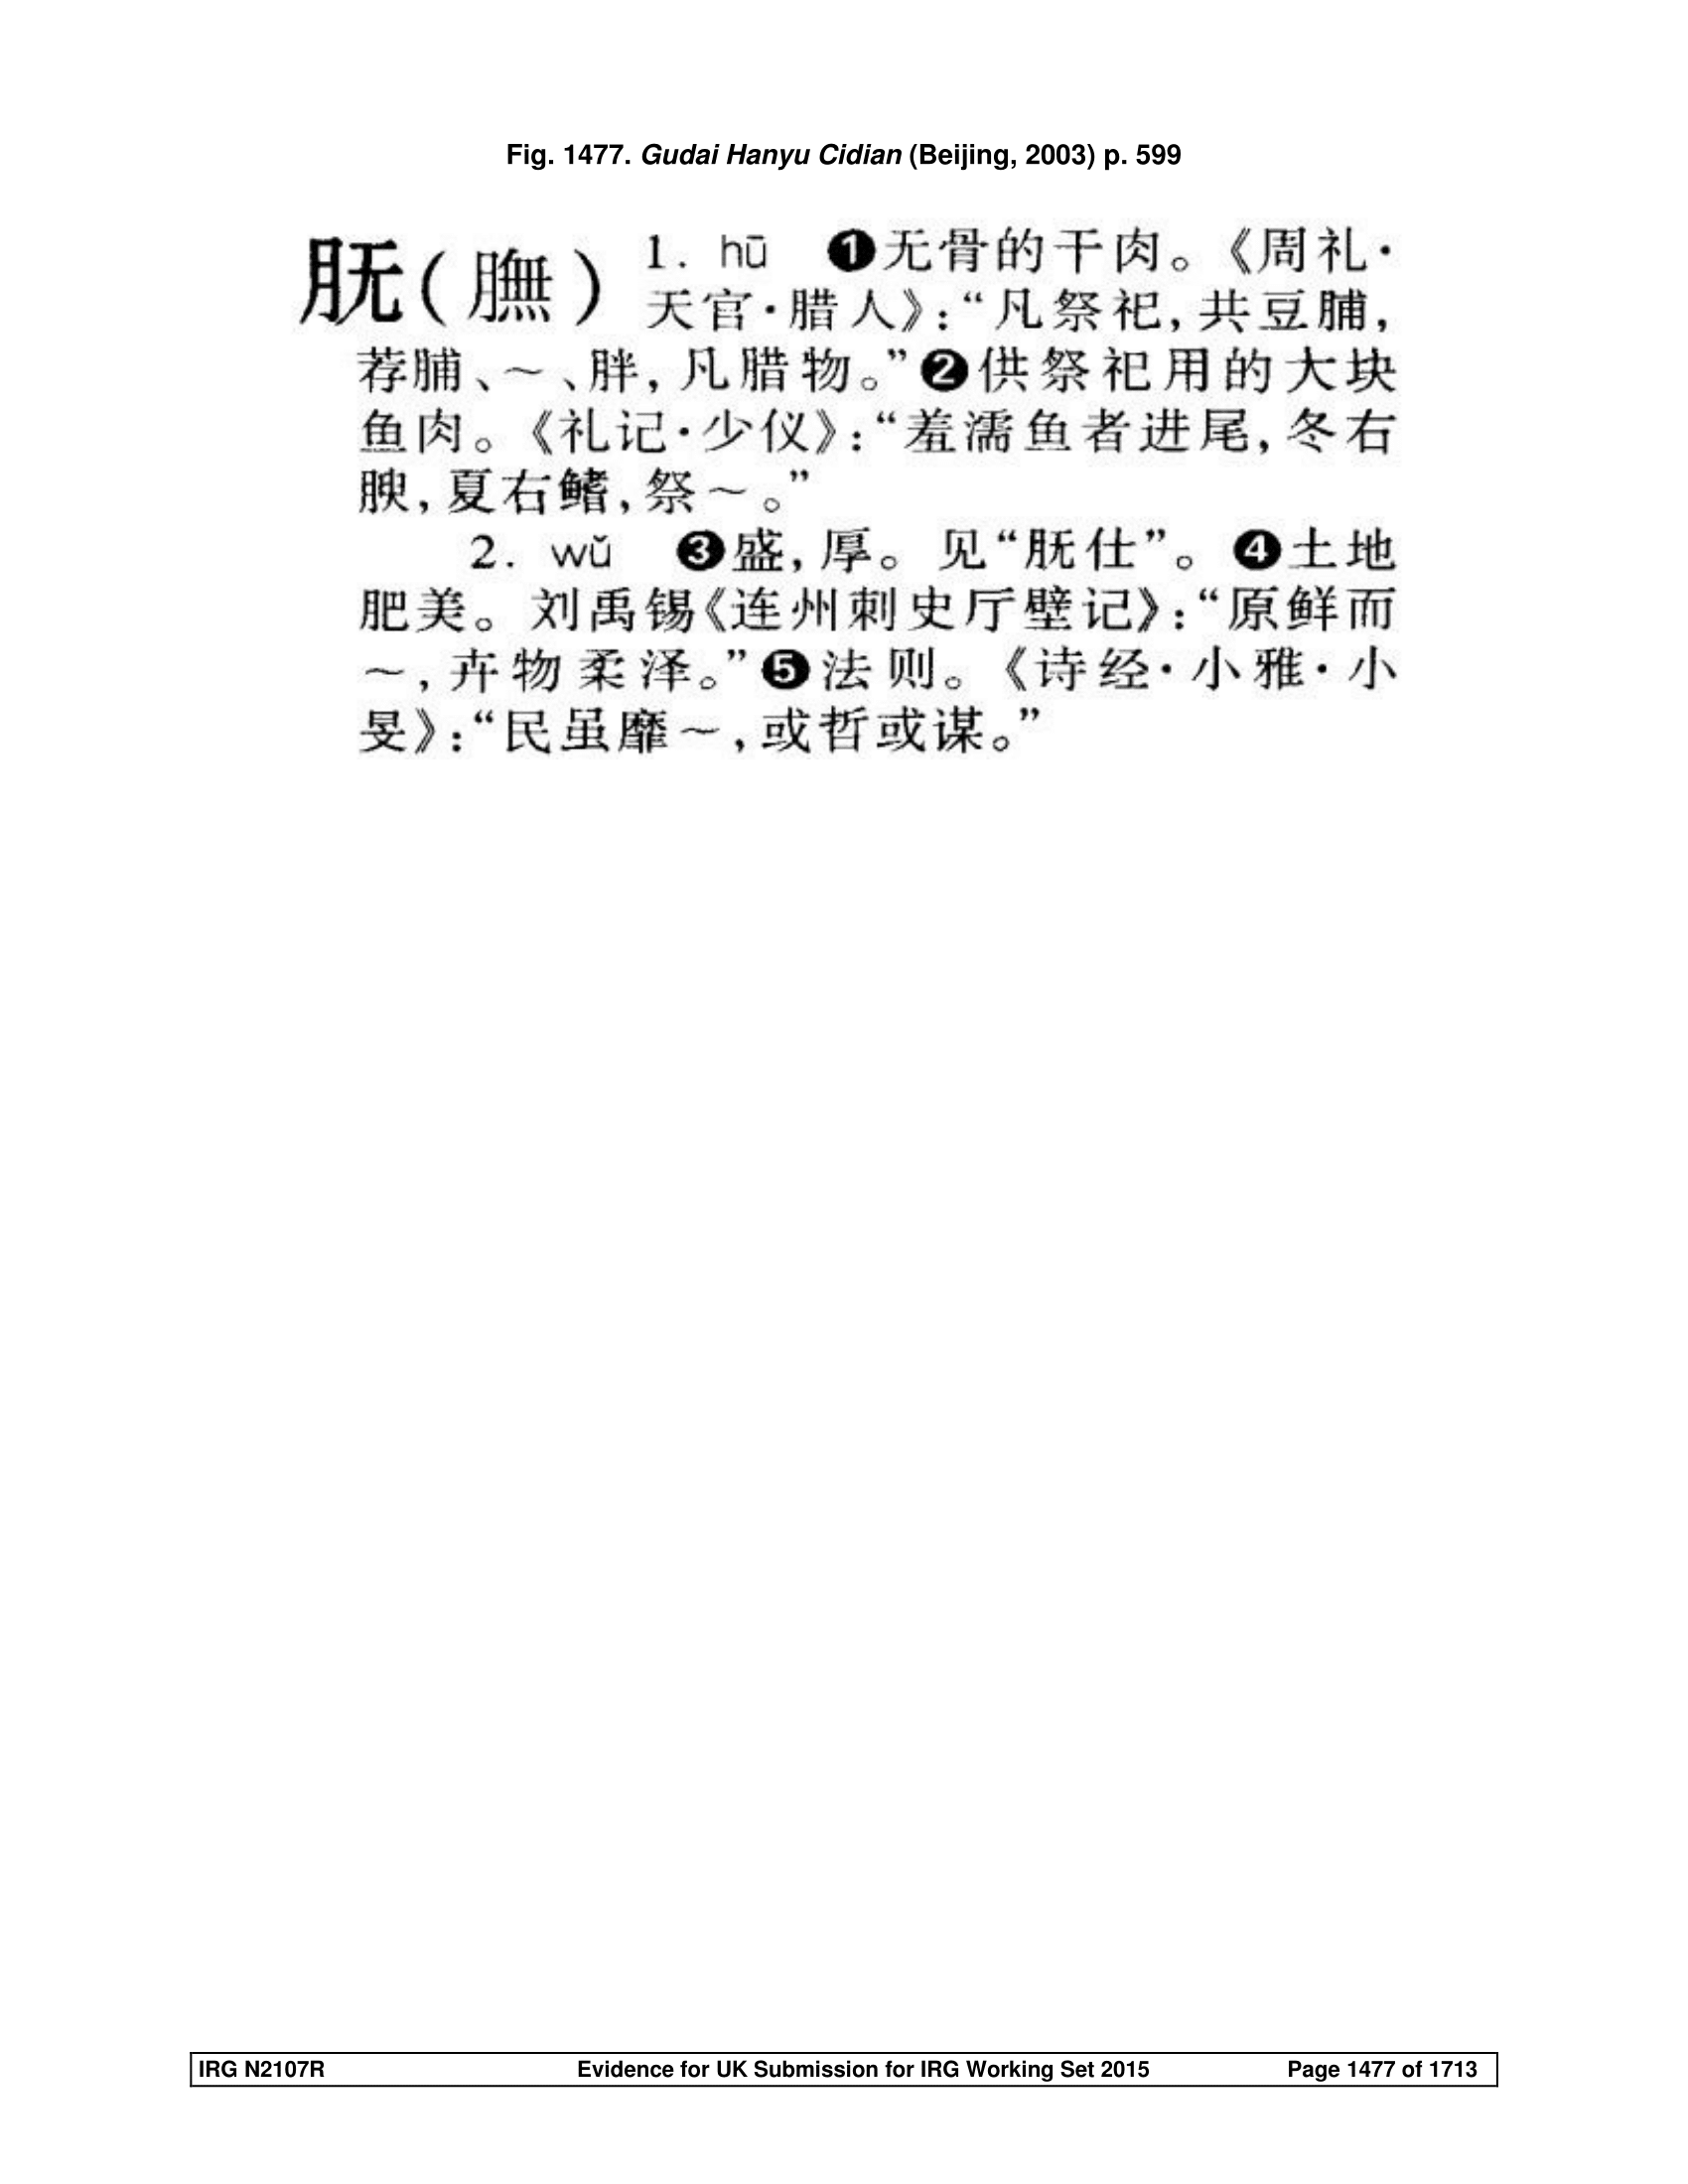 Fig. 1477. Gudai Hanyu Cidian (Beijing, 2003) p. 599
⿰月无(膴) 1. hū ❶无骨的干肉。《周礼·
天官·腊人》:“凡祭祀,共豆脯,
荐脯、~、胖,凡腊物。”❷供祭祀用的大块
鱼肉。《礼记·少仪》:“羞濡鱼者进尾,冬右
腴,夏右鳍,祭~。”
2. wǔ ❸盛,厚。见“⿰月无仕”。❹土地
肥美。刘禹锡《连州刺史厅壁记》:“原鲜而
~,卉物柔泽。”❺法则。《诗经·小雅·小
旻》:“民虽靡~,或哲或谋。”
IRG N2107R Evidence for UK Submission for IRG Working Set 2015 Page 1477 of 1713